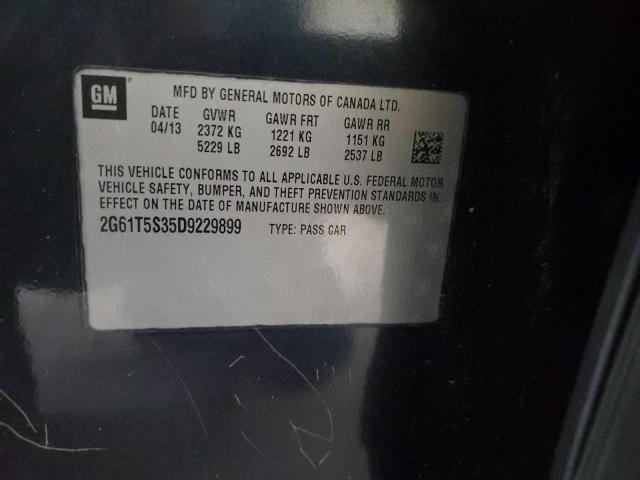 GM
MFD BY GENERAL MOTORS OF CANADA LTD.
DATE GVWR GAWR FRT GAWR RR
04/13 2372 KG 1221 KG 1151 KG
5229 LB 2692 LB 2537 LB
THIS VEHICLE CONFORMS TO ALL APPLICABLE U.S. FEDERAL MOTOR
VEHICLE SAFETY, BUMPER, AND THEFT PREVENTION STANDARDS IN
EFFECT ON THE DATE OF MANUFACTURE SHOWN ABOVE.
2G61T5S35D9229899 TYPE: PASS CAR